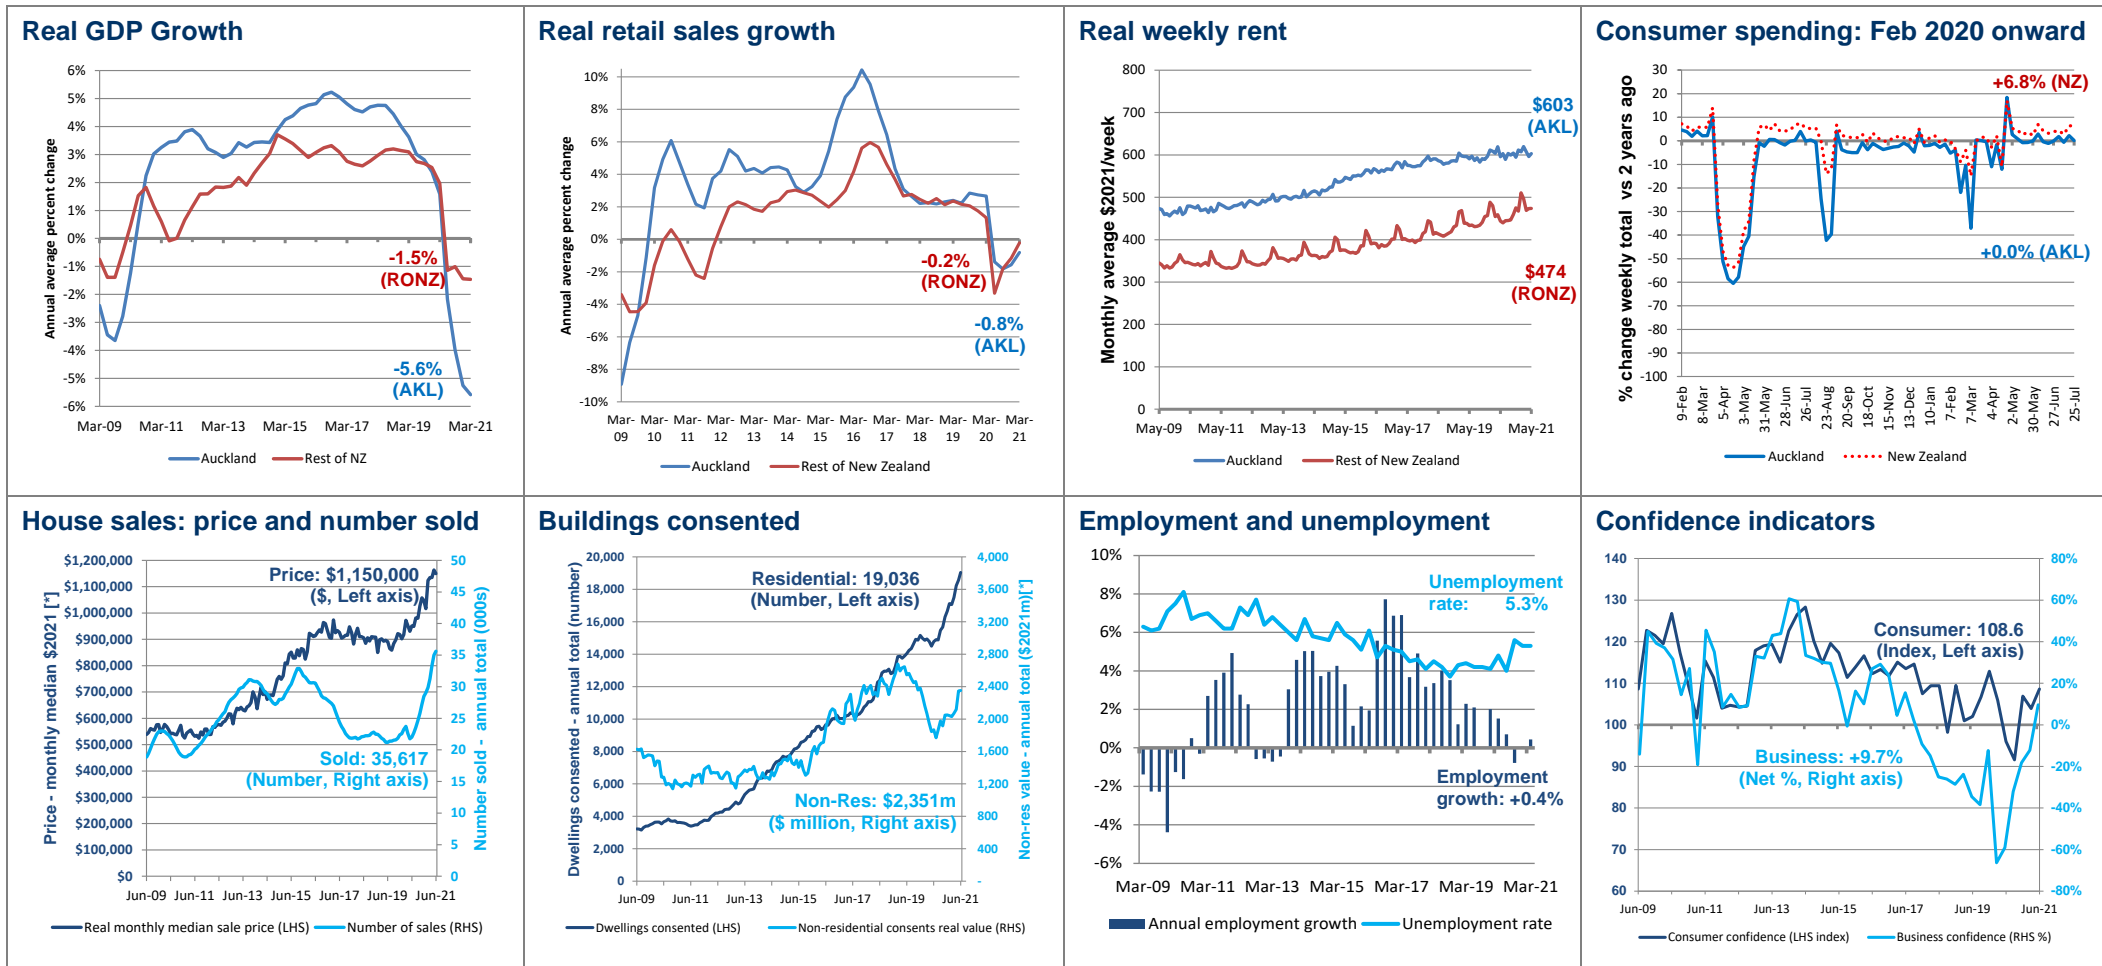 Real GDP Growth
Annual average percent change
6%
5%
4%
3%
2%
1%
0%
-1%
-2%
-3%
-4%
-5%
-6%
-1.5%
(RONZ)
-5.6%
(AKL)
Mar-09 Mar-11 Mar-13 Mar-15 Mar-17 Mar-19 Mar-21
Auckland Rest of NZ
Real retail sales growth
Annual average percent change
10%
8%
6%
4%
2%
0%
-2%
-4%
-6%
-8%
-10%
-0.2%
(RONZ)
-0.8%
(AKL)
Mar- Mar- Mar- Mar- Mar- Mar- Mar- Mar- Mar- Mar- Mar- Mar- Mar-
09 10 11 12 13 14 15 16 17 18 19 20 21
Auckland Rest of New Zealand
Real weekly rent
Monthly average $2021/week
800
700
600
500
400
300
200
100
0
$603
(AKL)
$474
(RONZ)
May-09 May-11 May-13 May-15 May-17 May-19 May-21
Auckland Rest of New Zealand
Consumer spending: Feb 2020 onward
% change weekly total vs 2 years ago
30
20
10
0
-10
-20
-30
-40
-50
-60
-70
-80
-90
-100
+6.8% (NZ)
+0.0% (AKL)
9-Feb
8-Mar
5-Apr
3-May
31-May
28-Jun
26-Jul
23-Aug
20-Sep
18-Oct
15-Nov
13-Dec
10-Jan
7-Feb
7-Mar
4-Apr
2-May
30-May
27-Jun
25-Jul
Auckland New Zealand
House sales: price and number sold
Price - monthly median $2021 [*]
$1,200,000
$1,100,000
$1,000,000
$900,000
$800,000
$700,000
$600,000
$500,000
$400,000
$300,000
$200,000
$100,000
$0
Price: $1,150,000
($, Left axis)
Sold: 35,617
(Number, Right axis)
50
45
40
35
30
25
20
15
10
5
0
Number sold - annual total (000s)
Jun-09 Jun-11 Jun-13 Jun-15 Jun-17 Jun-19 Jun-21
Real monthly median sale price (LHS) Number of sales (RHS)
Buildings consented
Dwellings consented - annual total (number)
20,000
18,000
16,000
14,000
12,000
10,000
8,000
6,000
4,000
2,000
0
Residential: 19,036
(Number, Left axis)
Non-Res: $2,351m
($ million, Right axis)
4,000
3,600
3,200
2,800
2,400
2,000
1,600
1,200
800
400
-
Non-res value - annual total ($2021m)[*]
Jun-09 Jun-11 Jun-13 Jun-15 Jun-17 Jun-19 Jun-21
Dwellings consented (LHS) Non-residential consents real value (RHS)
Employment and unemployment
10%
8%
6%
4%
2%
0%
-2%
-4%
-6%
Unemployment
rate: 5.3%
Employment
growth: +0.4%
Mar-09 Mar-11 Mar-13 Mar-15 Mar-17 Mar-19 Mar-21
Annual employment growth Unemployment rate
Confidence indicators
140
130
120
110
100
90
80
70
60
Consumer: 108.6
(Index, Left axis)
Business: +9.7%
(Net %, Right axis)
80%
60%
40%
20%
0%
-20%
-40%
-60%
-80%
Jun-09 Jun-11 Jun-13 Jun-15 Jun-17 Jun-19 Jun-21
Consumer confidence (LHS index) Business confidence (RHS %)